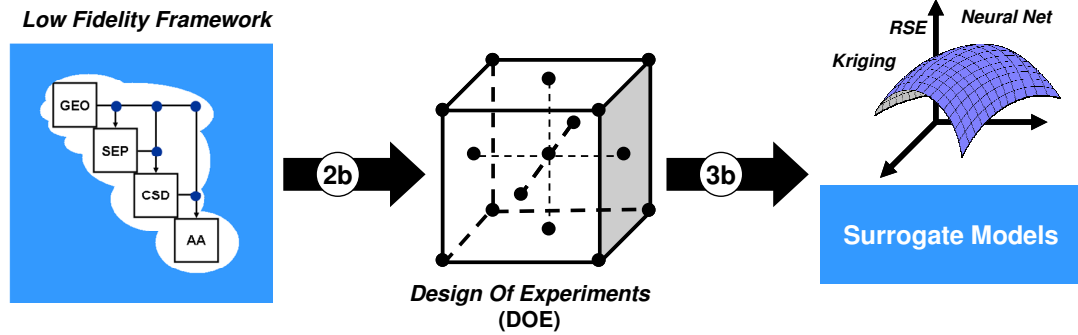 Low Fidelity Framework
GEO
SEP
CSD
AA
2b
Design Of Experiments
(DOE)
3b
RSE
Neural Net
Kriging
Surrogate Models